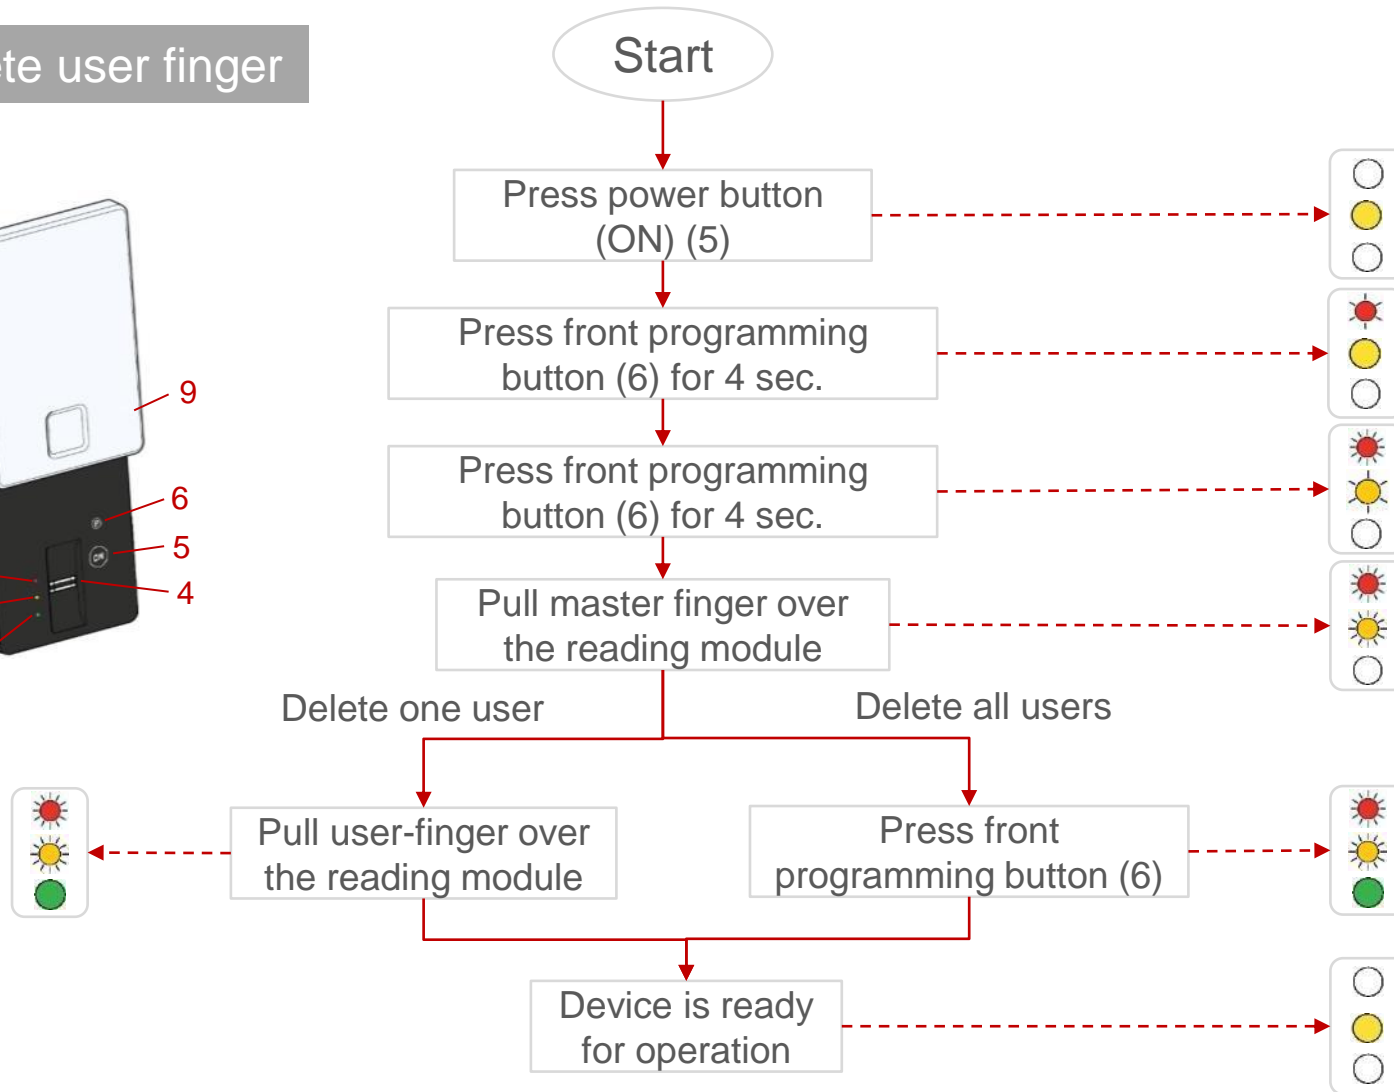 ete user finger
Start
Press power button
(ON) (5)
Press front programming
button (6) for 4 sec.
9
Press front programming
button (6) for 4 sec.
6
5
ON
4
Pull master finger over
the reading module
Delete one user
Delete all users
Pull user-finger over
the reading module
Press front
programming button (6)
Device is ready
for operation